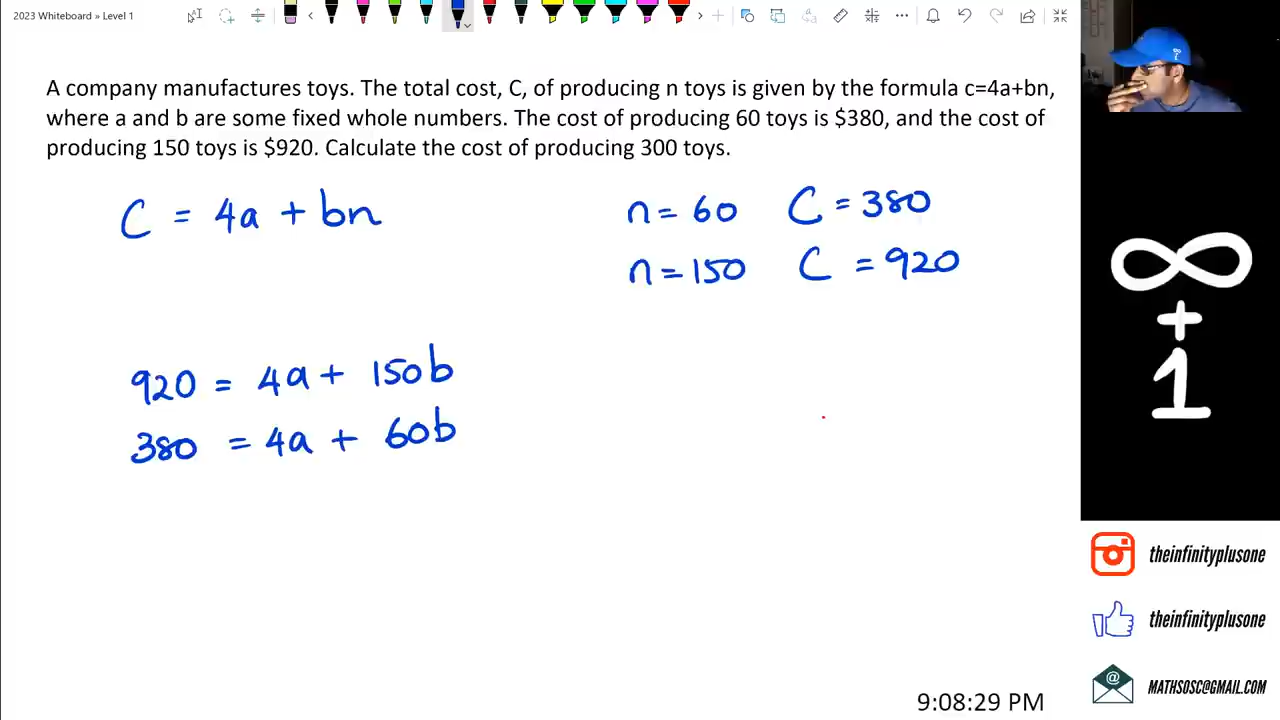 2023 Whiteboard » Level 1
A company manufactures toys. The total cost, C, of producing n toys is given by the formula c=4a+bn,
where a and b are some fixed whole numbers. The cost of producing 60 toys is $380, and the cost of
producing 150 toys is $920. Calculate the cost of producing 300 toys.
C = 4a + bn
n = 60 C = 380
n = 150 C = 920
920 = 4a + 150b
380 = 4a + 60b
∞
+
1
theinfinityplusone
theinfinityplusone
@ MATHSOSC@GMAIL.COM
9:08:29 PM